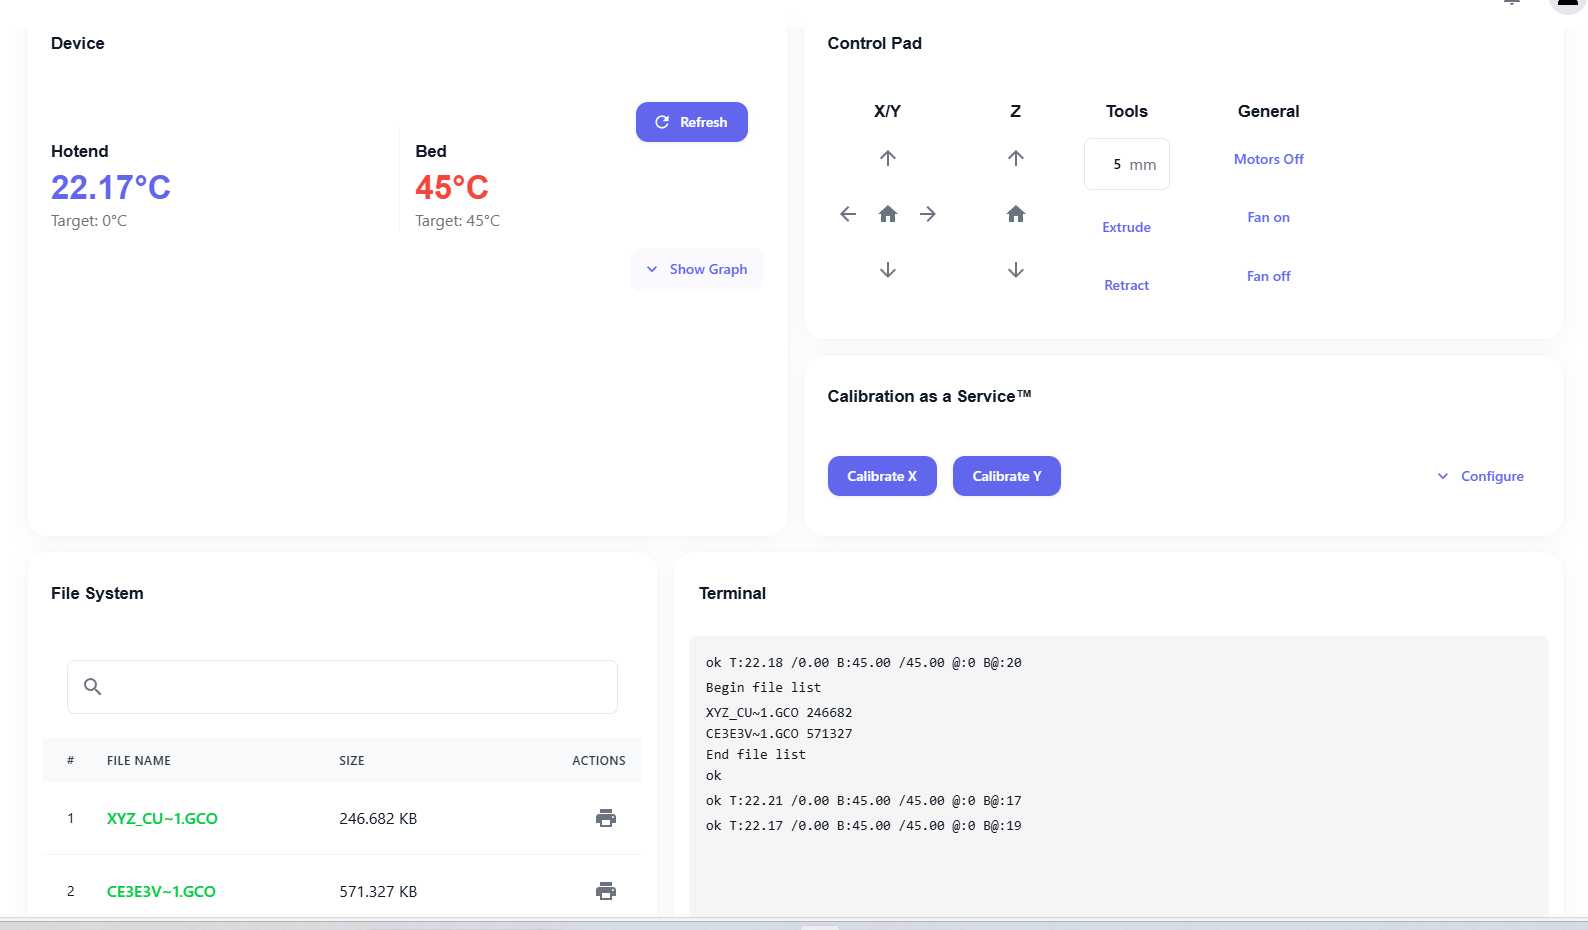 Device
Refresh
Hotend
22.17°C
Target: 0°C
Bed
45°C
Target: 45°C
Show Graph
Control Pad
X/Y
Z
Tools
General
5 mm
Extrude
Retract
Motors Off
Fan on
Fan off
Calibration as a Service™
Calibrate X
Calibrate Y
Configure
File System
# FILE NAME SIZE ACTIONS
1 XYZ_CU~1.GCO 246.682 KB
2 CE3E3V~1.GCO 571.327 KB
Terminal
ok T:22.18 /0.00 B:45.00 /45.00 @:0 B@:20
Begin file list
XYZ_CU~1.GCO 246682
CE3E3V~1.GCO 571327
End file list
ok
ok T:22.21 /0.00 B:45.00 /45.00 @:0 B@:17
ok T:22.17 /0.00 B:45.00 /45.00 @:0 B@:19